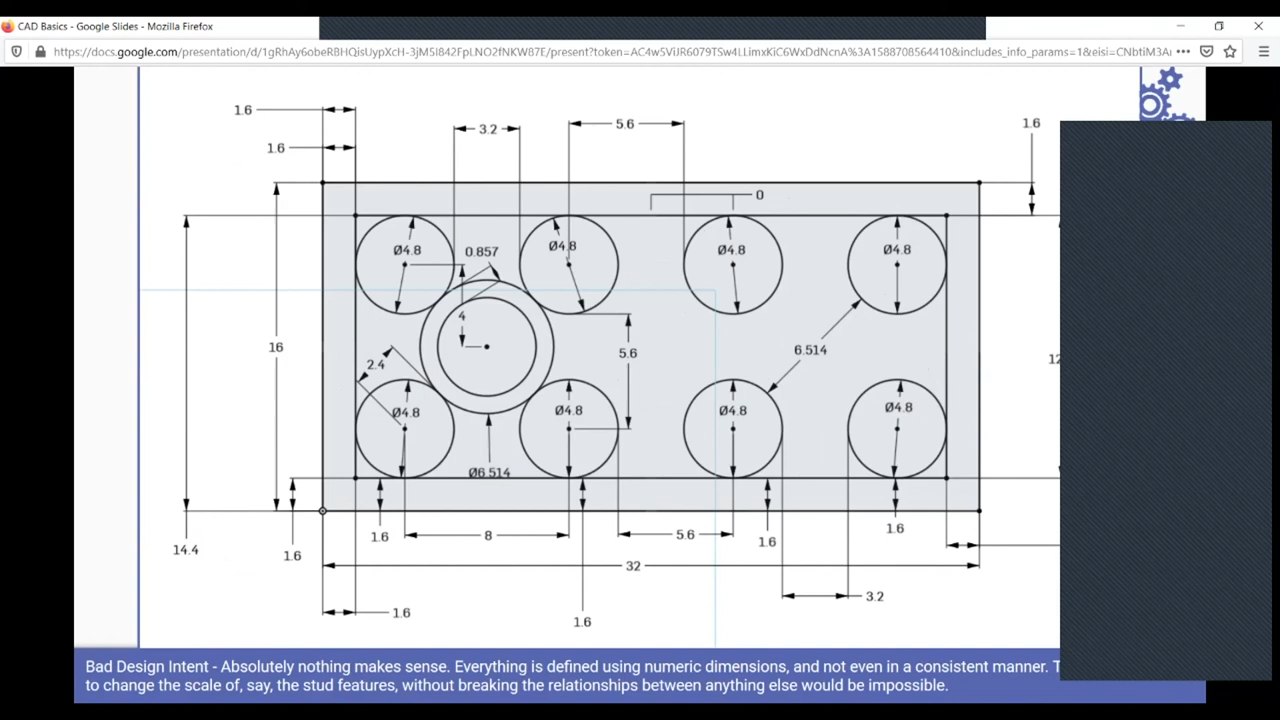 CAD Basics - Google Slides - Mozilla Firefox
https://docs.google.com/presentation/d/1gRhAy6obeRBHQisUypXcH-3jM5I842FpLNO2fNKW87E/present?token=AC4w5ViJR6079TSw4LLimxKiC6WxDdNcnA%3A1588708564410&includes_info_params=1&eisi=CNbtiM3A
1.6
3.2
5.6
1.6
1.6
0
Ø4.8
0.857
Ø4.8
Ø4.8
Ø4.8
4
16
5.6
6.514
12
2.4
Ø4.8
Ø4.8
Ø4.8
Ø4.8
Ø6.514
14.4
1.6
1.6
8
5.6
1.6
1.6
32
3.2
1.6
1.6
Bad Design Intent - Absolutely nothing makes sense. Everything is defined using numeric dimensions, and not even in a consistent manner.
to change the scale of, say, the stud features, without breaking the relationships between anything else would be impossible.